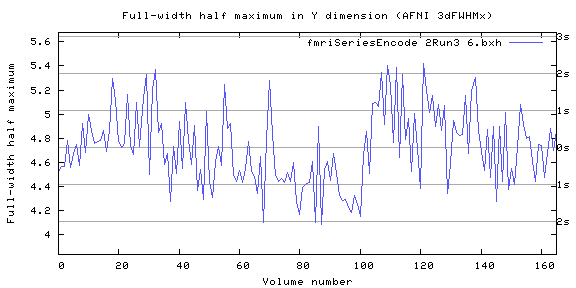 Full-width half maximum in Y dimension (AFNI 3dFWHMx)
fmriSeriesEncode 2Run3 6.bxh
Full-width half maximum
5.6
5.4
5.2
5
4.8
4.6
4.4
4.2
4
3s
2s
1s
0s
1s
2s
0 20 40 60 80 100 120 140 160
Volume number